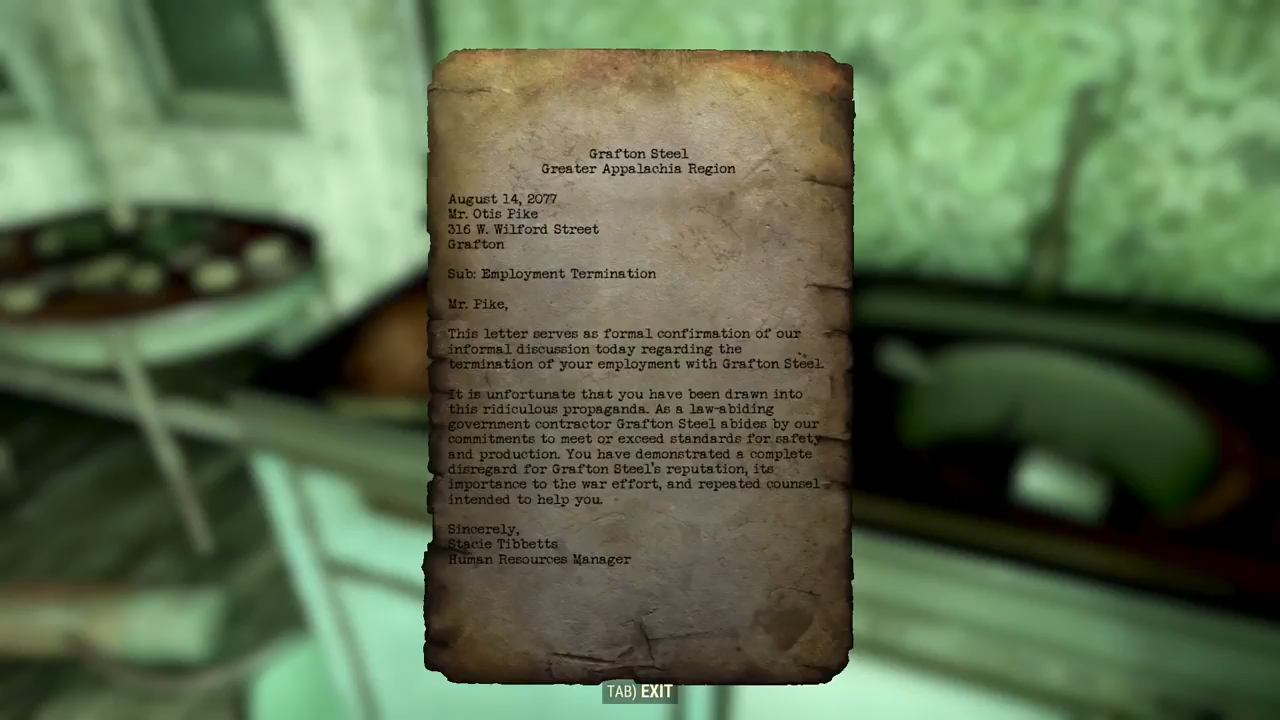 Grafton Steel
Greater Appalachia Region
August 14, 2077
Mr. Otis Pike
316 W. Wilford Street
Grafton
Sub: Employment Termination
Mr. Pike,
This letter serves as formal confirmation of our
informal discussion today regarding the
termination of your employment with Grafton Steel.
It is unfortunate that you have been drawn into
this ridiculous propaganda. As a law-abiding
government contractor Grafton Steel abides by our
commitments to meet or exceed standards for safety
and production. You have demonstrated a complete
disregard for Grafton Steel's reputation, its
importance to the war effort, and repeated counsel
intended to help you.
Sincerely,
Stacie Tibbetts
Human Resources Manager
TAB) EXIT